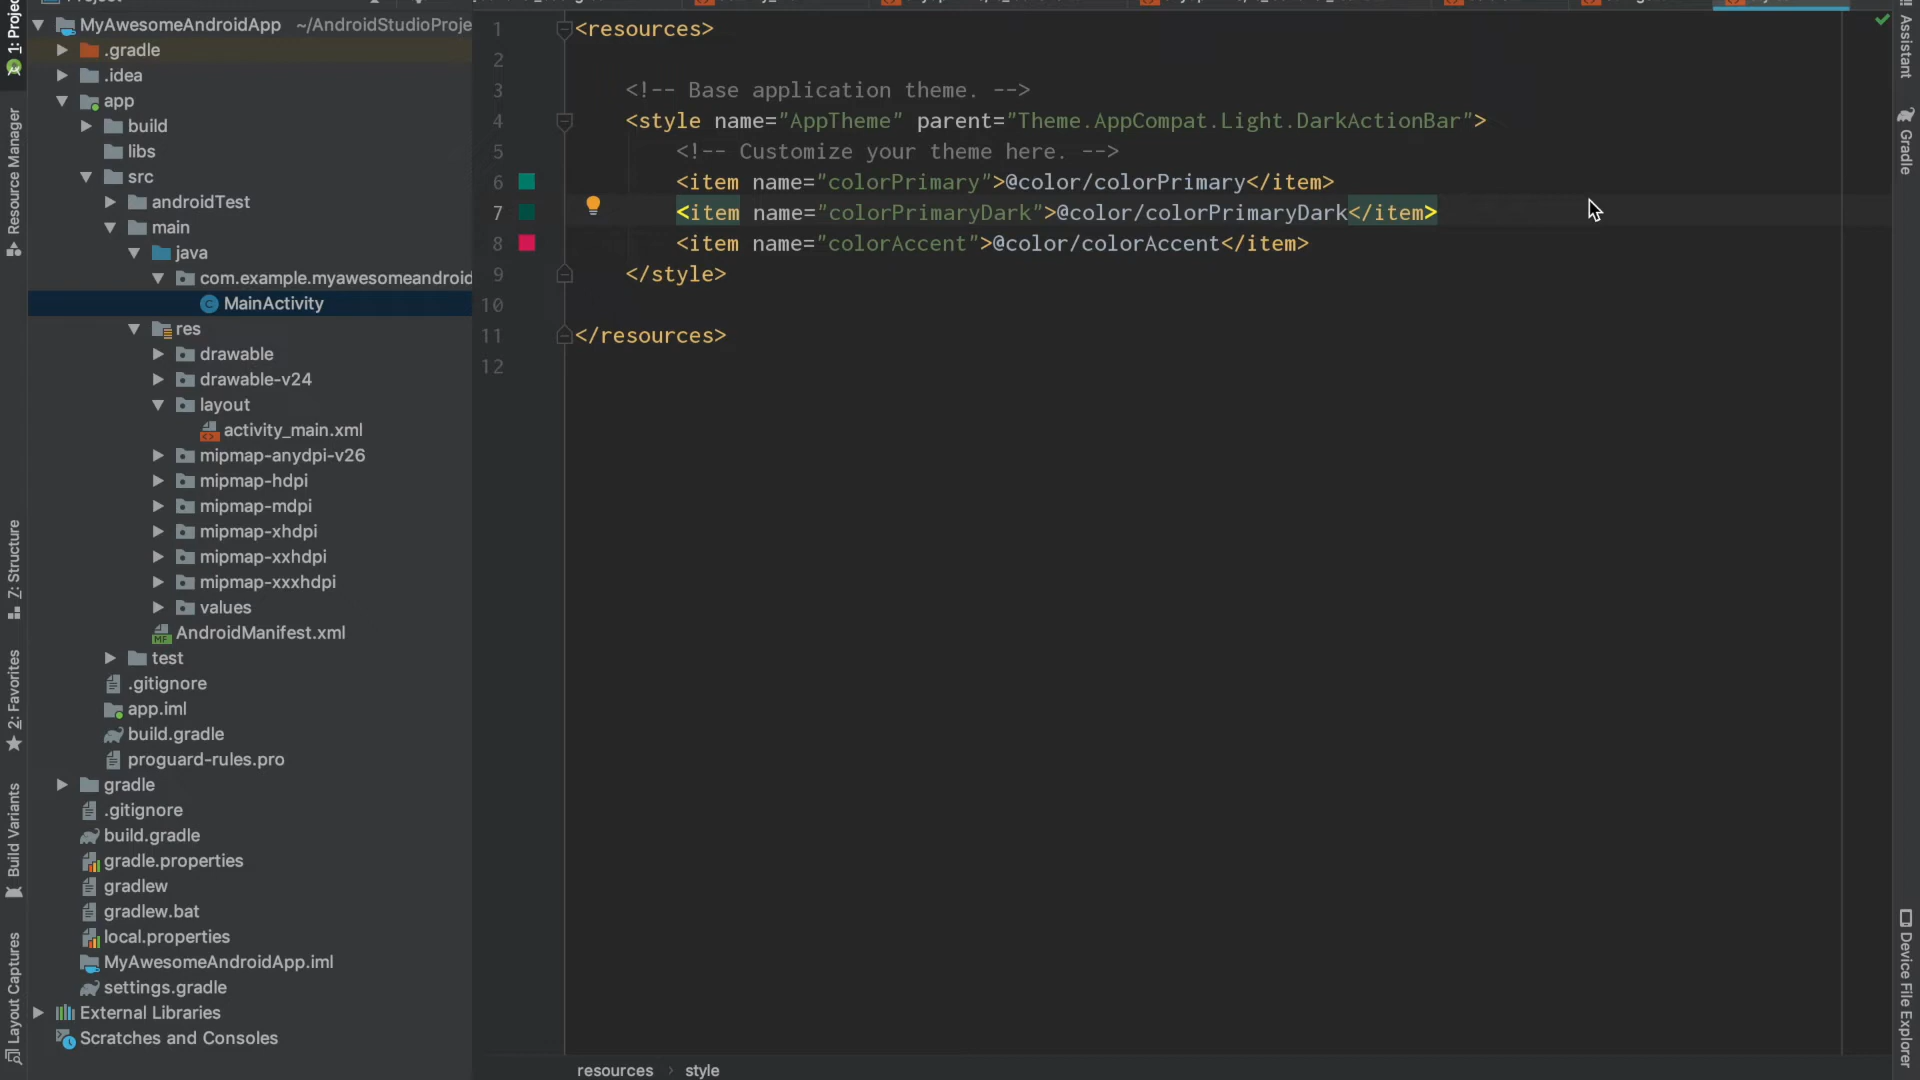 MyAwesomeAndroidApp ~/AndroidStudioProje
.gradle
.idea
app
build
libs
src
androidTest
main
java
com.example.myawesomeandroid
MainActivity
res
drawable
drawable-v24
layout
activity_main.xml
mipmap-anydpi-v26
mipmap-hdpi
mipmap-mdpi
mipmap-xhdpi
mipmap-xxhdpi
mipmap-xxxhdpi
values
AndroidManifest.xml
test
.gitignore
app.iml
build.gradle
proguard-rules.pro
gradle
.gitignore
build.gradle
gradle.properties
gradlew
gradlew.bat
local.properties
MyAwesomeAndroidApp.iml
settings.gradle
External Libraries
Scratches and Consoles
1: Projec
Resource Manager
Z: Structure
2: Favorites
Build Variants
Layout Captures
1 <resources>
2
3 <!-- Base application theme. -->
4 <style name="AppTheme" parent="Theme.AppCompat.Light.DarkActionBar">
5 <!-- Customize your theme here. -->
6 <item name="colorPrimary">@color/colorPrimary</item>
7 <item name="colorPrimaryDark">@color/colorPrimaryDark</item>
8 <item name="colorAccent">@color/colorAccent</item>
9 </style>
10
11 </resources>
12
resources › style
Assistant
Gradle
Device File Explorer